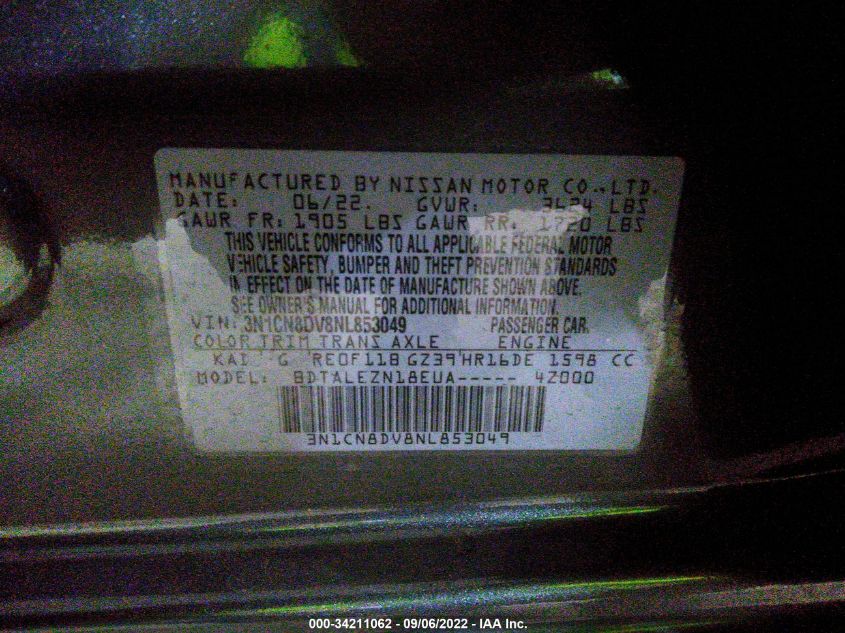 MANUFACTURED BY NISSAN MOTOR CO., LTD.
DATE: 06/22. GVWR: 3624 LBS
GAWR FR: 1905 LBS GAWR RR: 1720 LBS
THIS VEHICLE CONFORMS TO ALL APPLICABLE FEDERAL MOTOR
VEHICLE SAFETY, BUMPER AND THEFT PREVENTION STANDARDS
IN EFFECT ON THE DATE OF MANUFACTURE SHOWN ABOVE.
SEE OWNER'S MANUAL FOR ADDITIONAL INFORMATION.
VIN: 3N1CN8DV8NL853049 PASSENGER CAR.
COLOR TRIM TRANS AXLE ENGINE
KAD G RE0F11B GZ39 HR16DE 1598 CC
MODEL: BDTALEZN18EUA----- 4Z000
3N1CN8DV8NL853049
000-34211062 - 09/06/2022 - IAA Inc.